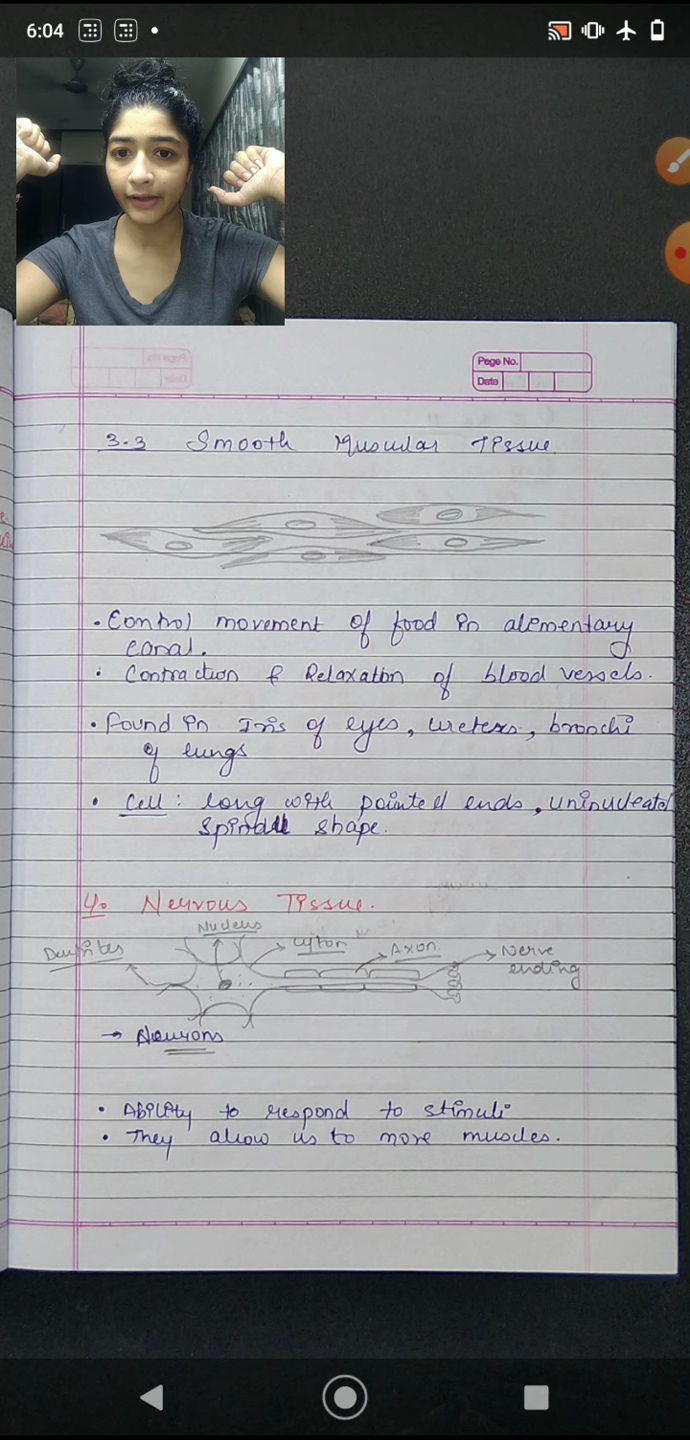 6:04
Page No.
Date
3.3 Smooth Muscular Tissue
• Control movement of food in alimentary
canal.
• Contraction & Relaxation of blood vessels.
• Found in Iris of eyes, ureters, bronchi
of lungs
• Cell: long with pointed ends, uninucleated
spindle shape.
4. Nervous Tissue.
Nucleus
Dendrites
cyton
Axon
Nerve
ending
→ Neurons
• Ability to respond to stimuli
• They allow us to move muscles.